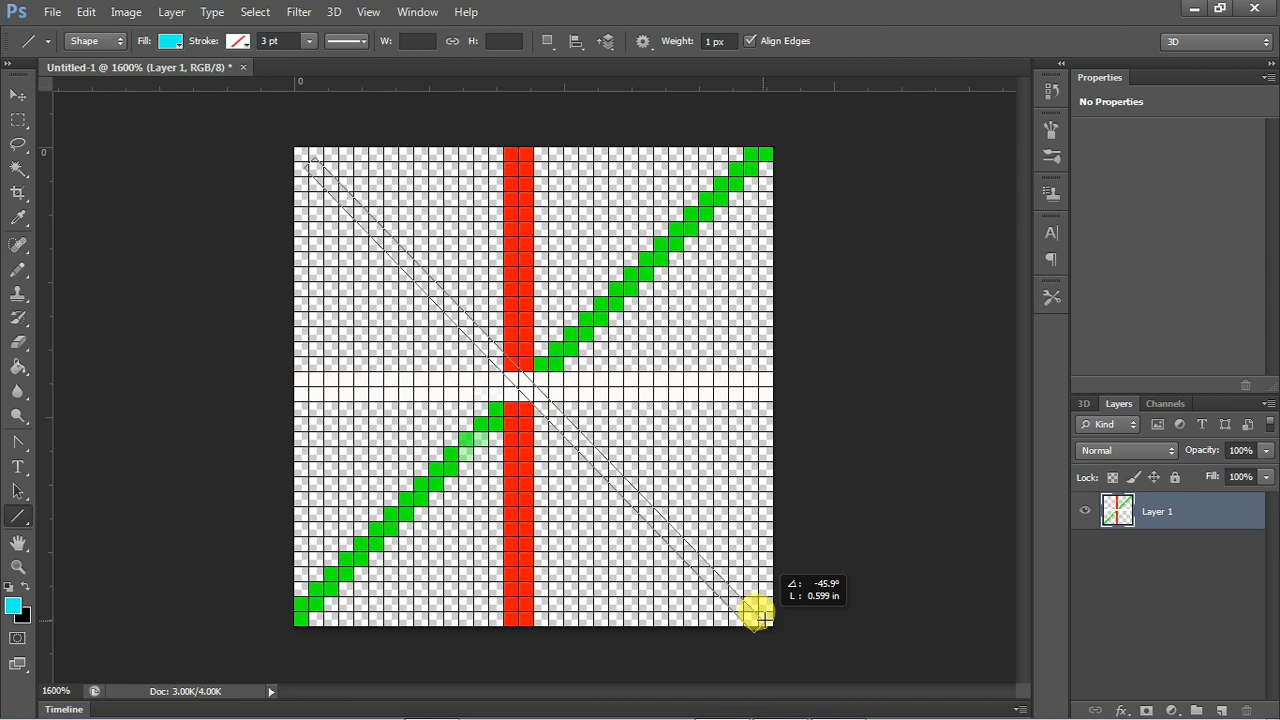 Ps File Edit Image Layer Type Select Filter 3D View Window Help
Shape Fill: Stroke: 3 pt W: H: Weight: 1 px Align Edges 3D
Untitled-1 @ 1600% (Layer 1, RGB/8) * ×
0
0
Properties
No Properties
3D Layers Channels
Kind
Normal Opacity: 100%
Lock: Fill: 100%
Layer 1
∡: -45.9°
L: 0.599 in
1600% Doc: 3.00K/4.00K
Timeline